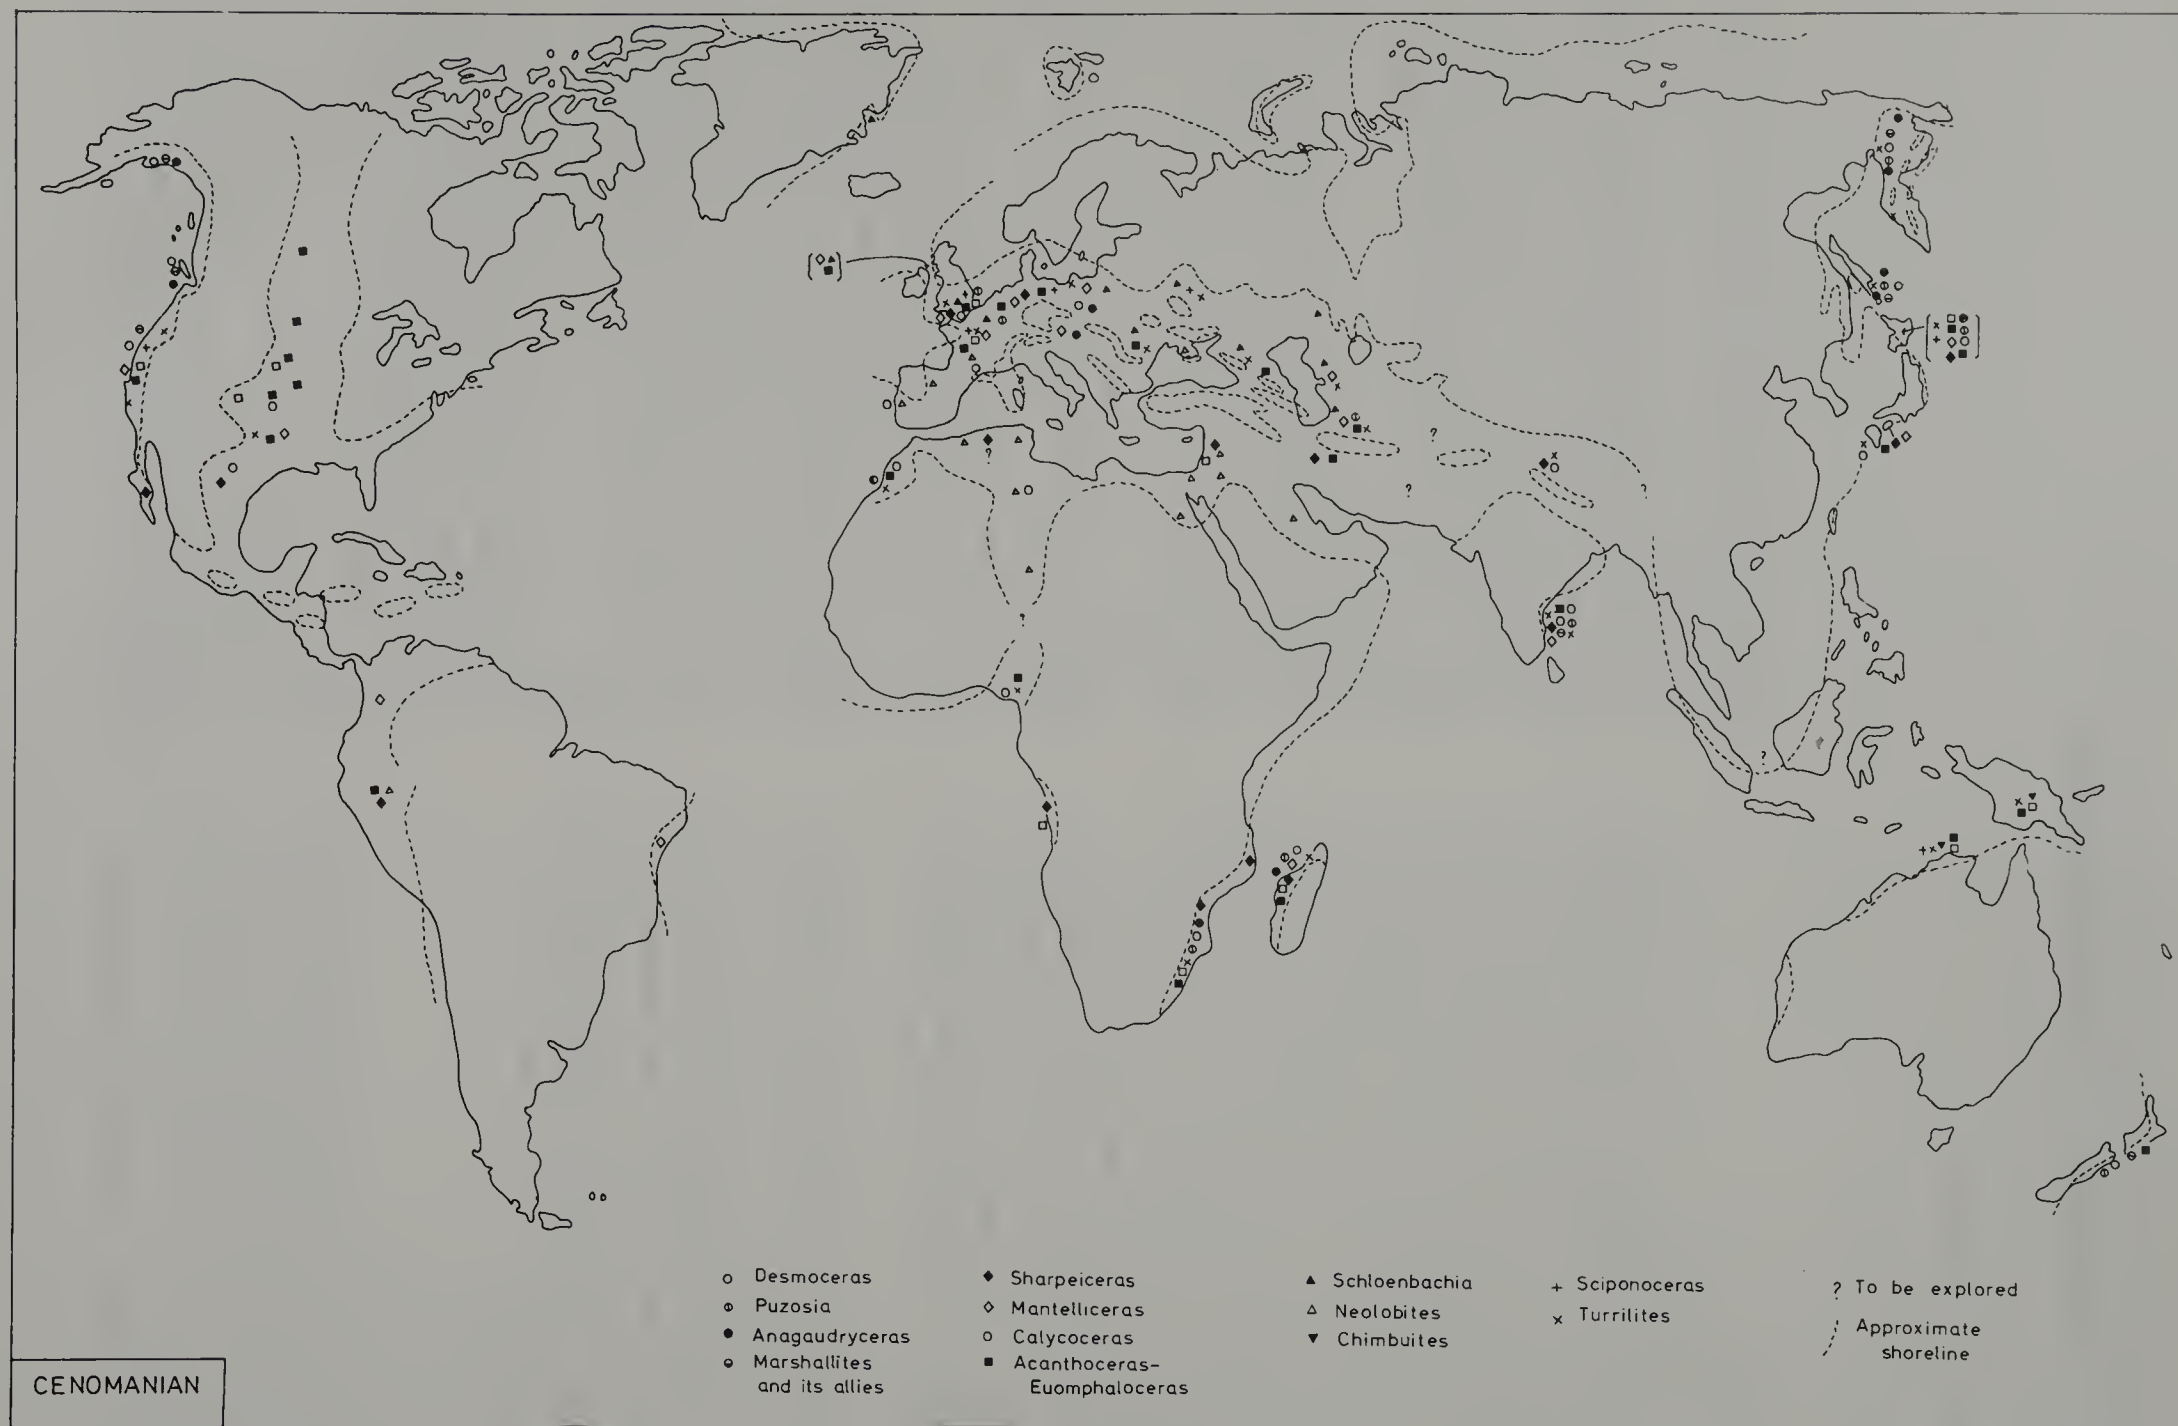 Desmoceras
Puzosia
Anagaudryceras
Marshallites
and its allies
Sharpeiceras
Mantelliceras
Calycoceras
Acanthoceras-
Euomphaloceras
Schloenbachia
Neolobites
Chimbuites
Sciponoceras
Turrilites
? To be explored
Approximate
shoreline
CENOMANIAN
?
?
?
?
?
?